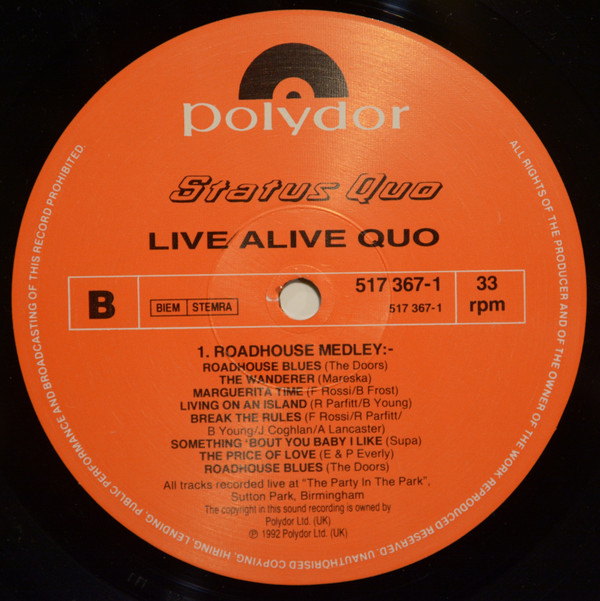 polydor
Status Quo
LIVE ALIVE QUO
B
BIEM STEMRA
517 367-1
517 367-1
33
rpm
1. ROADHOUSE MEDLEY:-
ROADHOUSE BLUES (The Doors)
THE WANDERER (Mareska)
MARGUERITA TIME (F Rossi/B Frost)
LIVING ON AN ISLAND (R Parfitt/B Young)
BREAK THE RULES (F Rossi/R Parfitt/
B Young/J Coghlan/A Lancaster)
SOMETHING 'BOUT YOU BABY I LIKE (Supa)
THE PRICE OF LOVE (E & P Everly)
ROADHOUSE BLUES (The Doors)
All tracks recorded live at "The Party In The Park",
Sutton Park, Birmingham
The copyright in this sound recording is owned by
Polydor Ltd. (UK)
℗ 1992 Polydor Ltd. (UK)
ALL RIGHTS OF THE PRODUCER AND OF THE OWNER OF THE WORK REPRODUCED RESERVED. UNAUTHORISED COPYING, HIRING, LENDING, PUBLIC PERFORMANCE AND BROADCASTING OF THIS RECORD PROHIBITED.